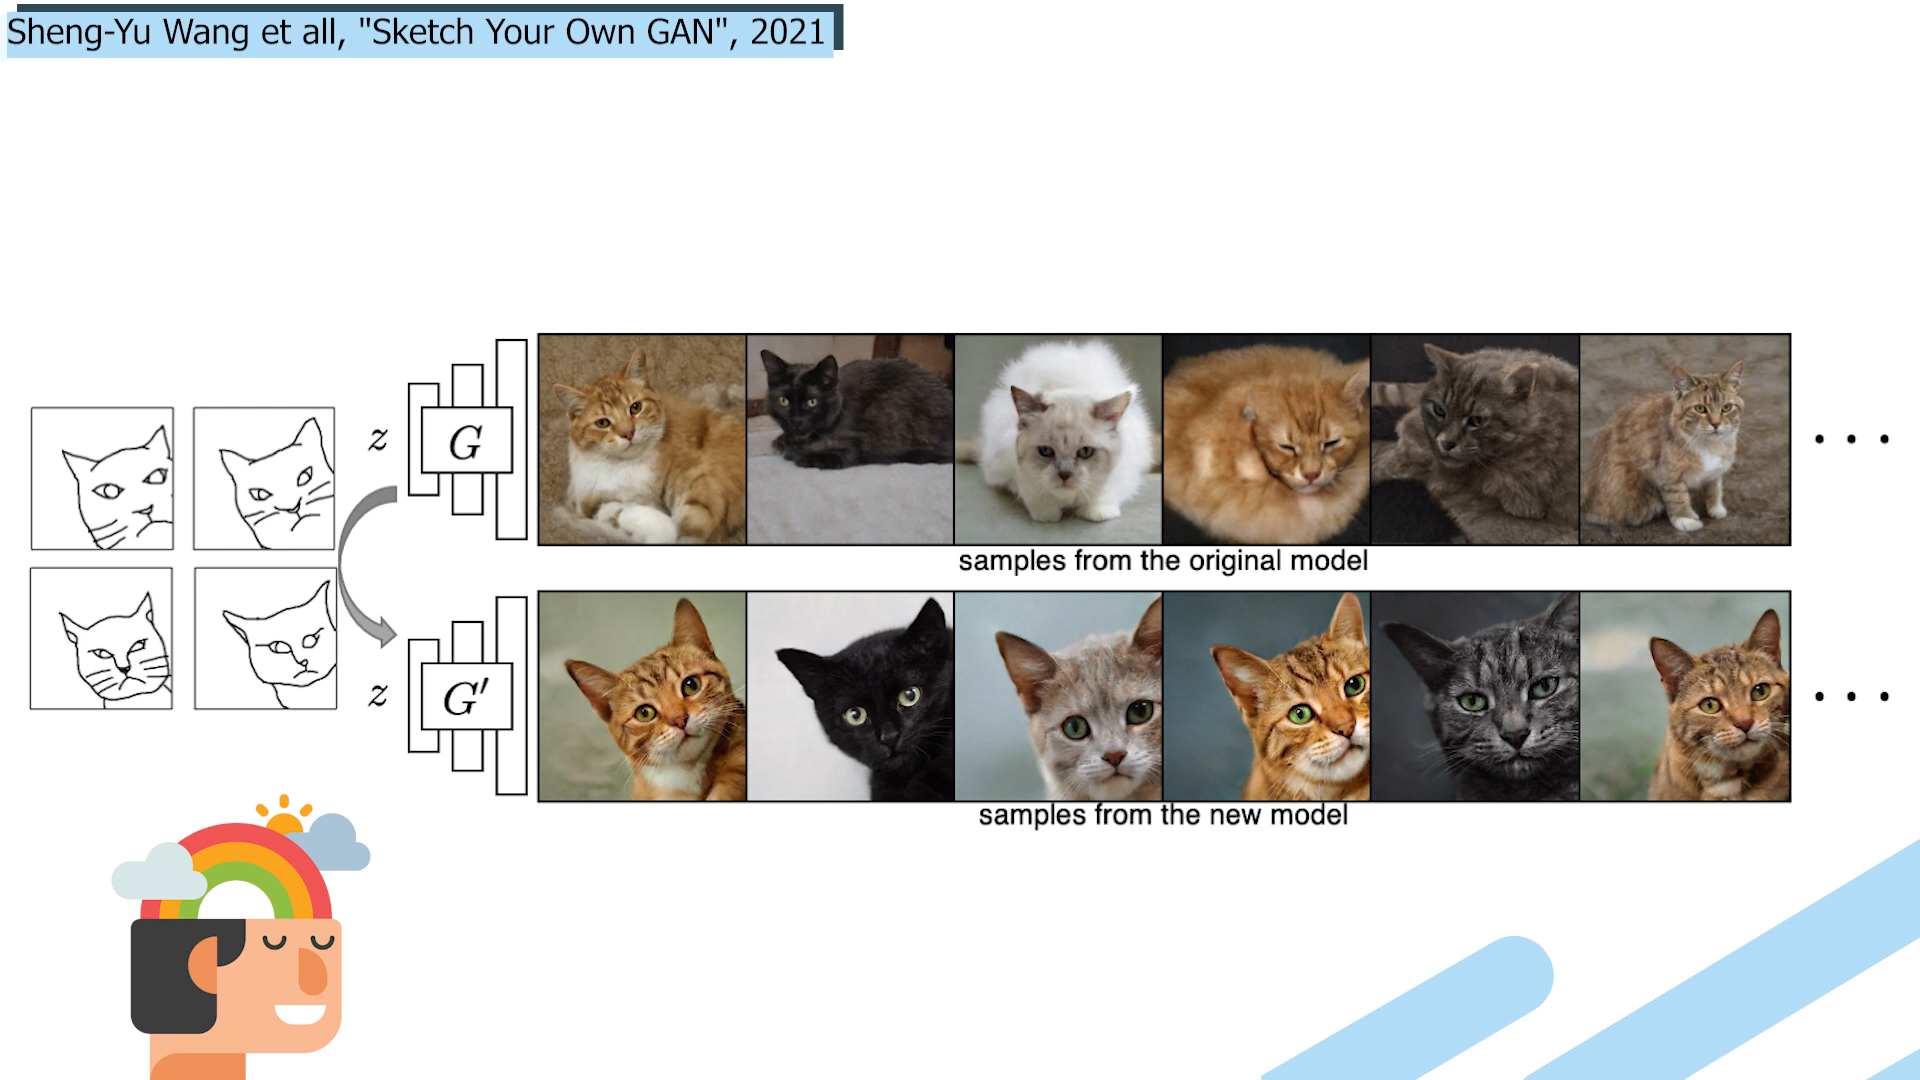 Sheng-Yu Wang et all, "Sketch Your Own GAN", 2021
z
G
samples from the original model
z
G′
samples from the new model